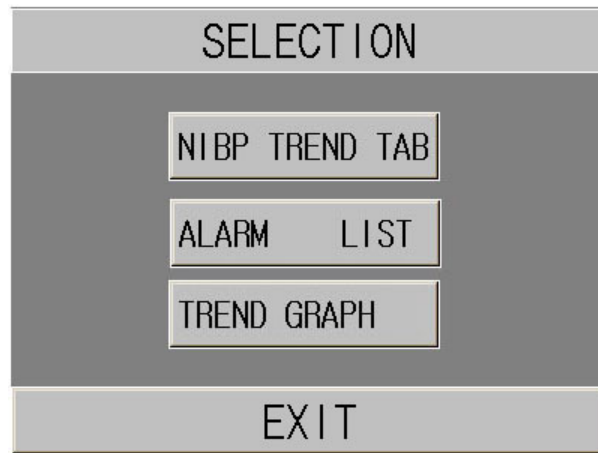 SELECTION
NIBP TREND TAB
ALARM LIST
TREND GRAPH
EXIT